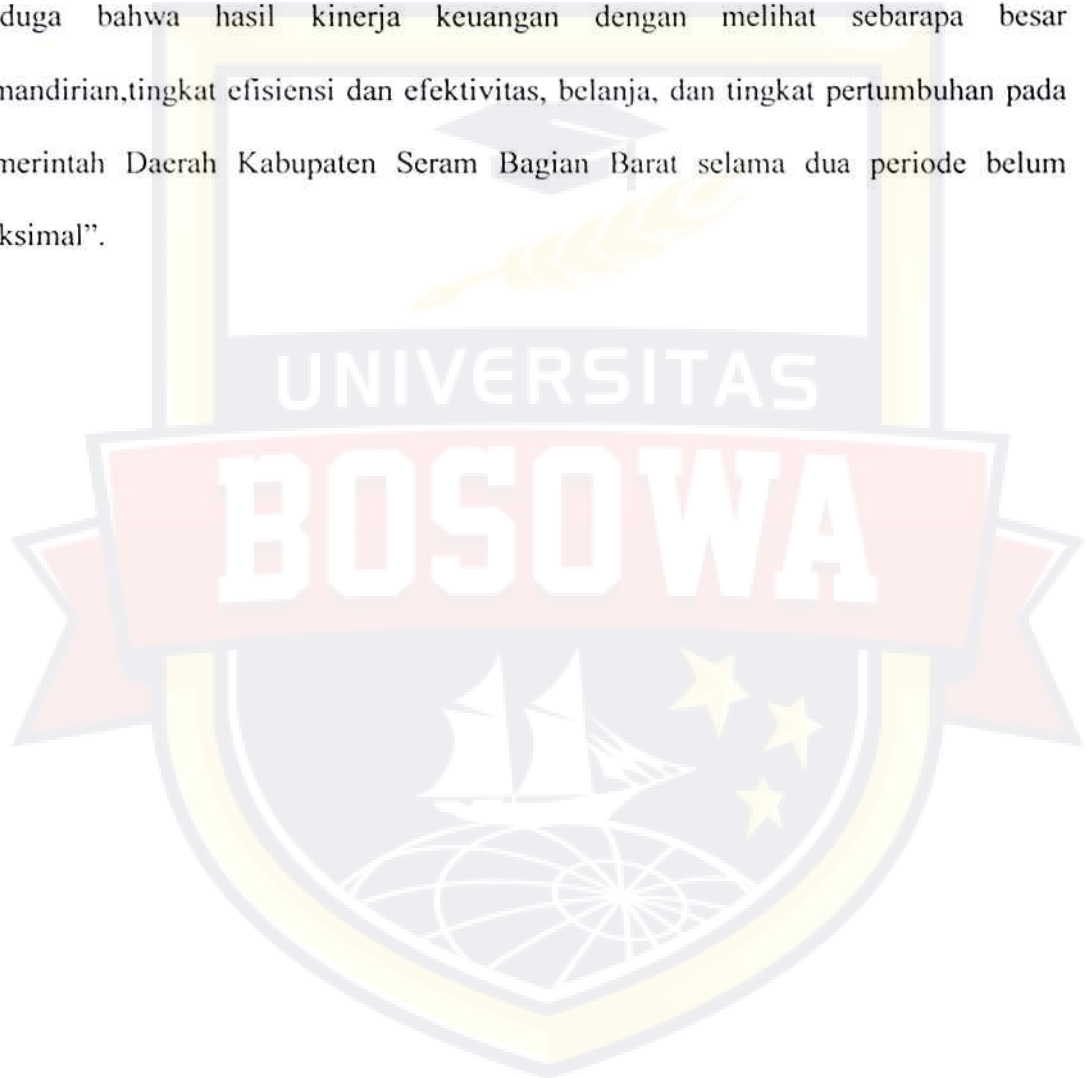 duga bahwa hasil kinerja keuangan dengan melihat sebarapa besar
mandirian,tingkat efisiensi dan efektivitas, belanja, dan tingkat pertumbuhan pada
merintah Daerah Kabupaten Seram Bagian Barat selama dua periode belum
ksimal”.
UNIVERSITAS
BOSOWA